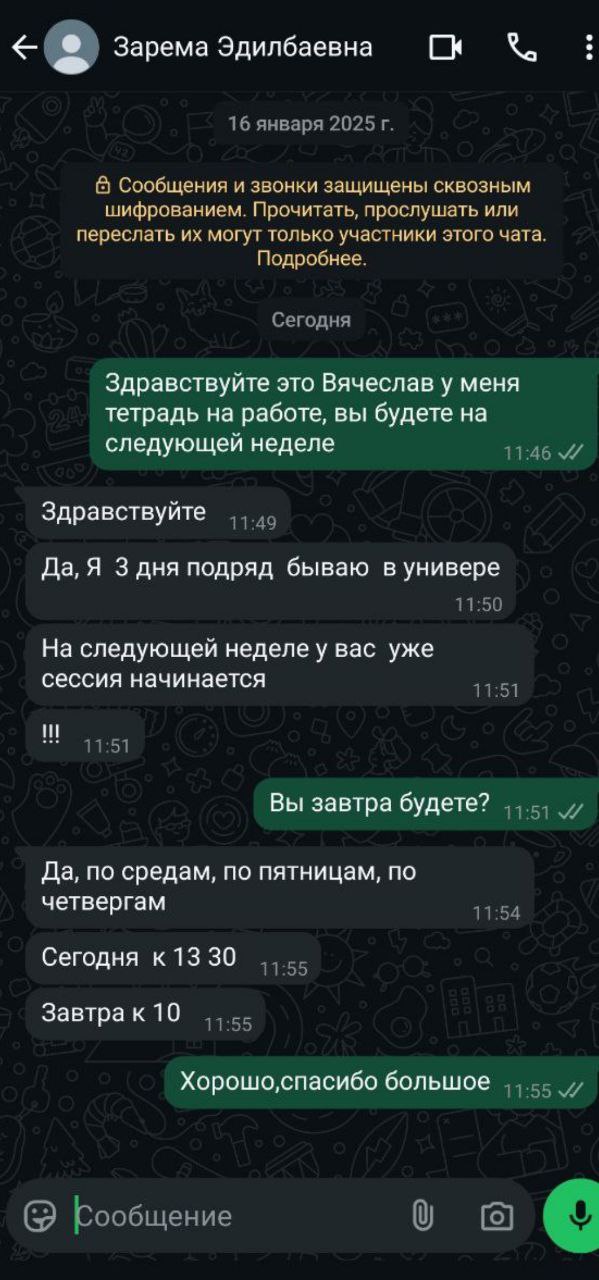 Зарема Эдилбаевна
16 января 2025 г.
Сообщения и звонки защищены сквозным
шифрованием. Прочитать, прослушать или
переслать их могут только участники этого чата.
Подробнее.
Сегодня
Здравствуйте это Вячеслав у меня
тетрадь на работе, вы будете на
следующей неделе
11:46
Здравствуйте 11:49
Да, Я 3 дня подряд бываю в универе
11:50
На следующей неделе у вас уже
сессия начинается
11:51
!!! 11:51
Вы завтра будете? 11:51
Да, по средам, по пятницам, по
четвергам
11:54
Сегодня к 13 30 11:55
Завтра к 10 11:55
Хорошо,спасибо большое 11:55
Сообщение